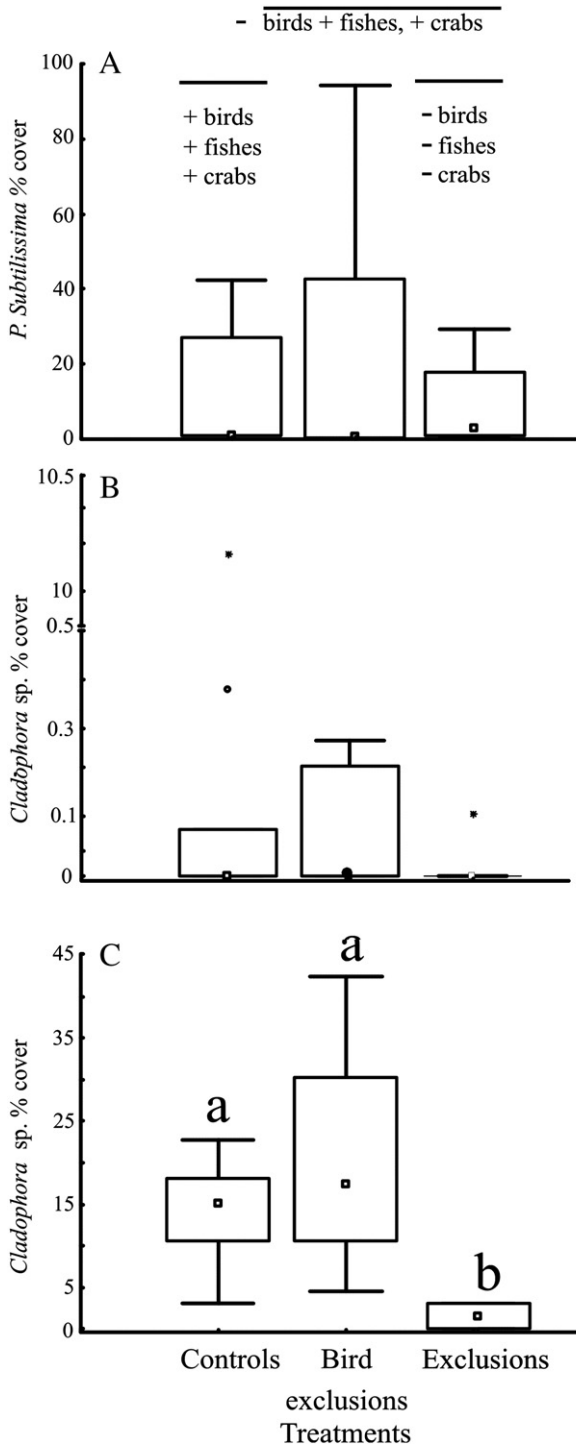 - birds + fishes, + crabs
A
100
80
60
40
20
0
P. Subtilissima % cover
+ birds
+ fishes
+ crabs
- birds
- fishes
- crabs
B
10.5
10
0.5
0.3
0.1
0
Cladophora sp. % cover
*
*
C
45
35
25
15
5
0
Cladophora sp. % cover
a
a
b
Controls Bird Exclusions
exclusions
Treatments